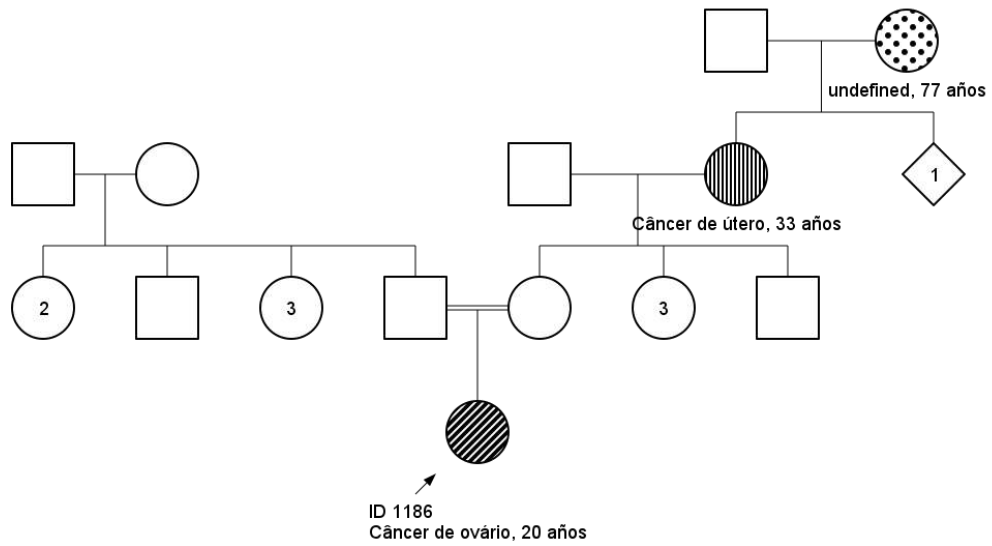 undefined, 77 años
1
Câncer de útero, 33 años
2
3
3
ID 1186
Câncer de ovário, 20 años